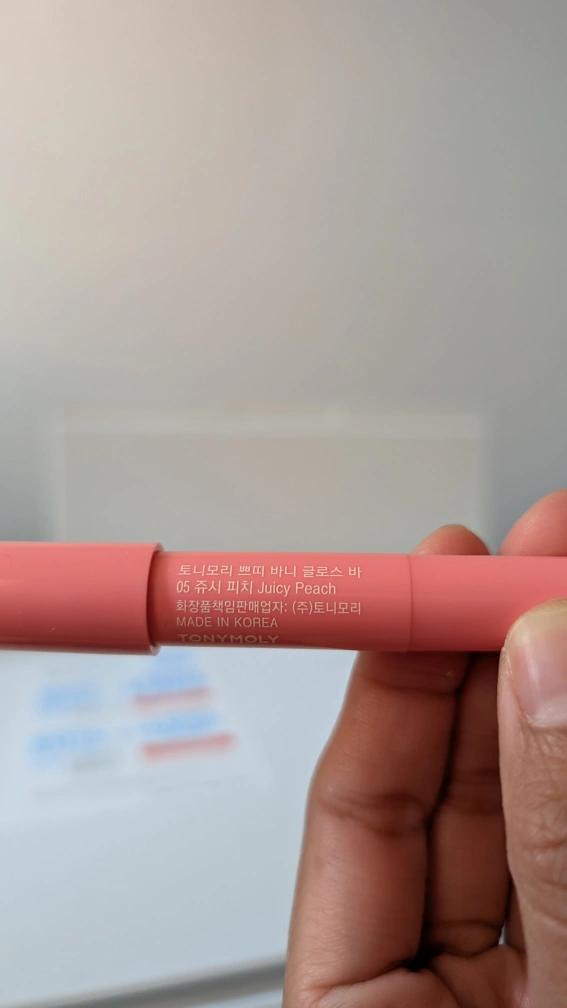 토니모리 쁘띠 바니 글로스 바
05 쥬시 피치 Juicy Peach
화장품책임판매업자: (주)토니모리
MADE IN KOREA
TONYMOLY